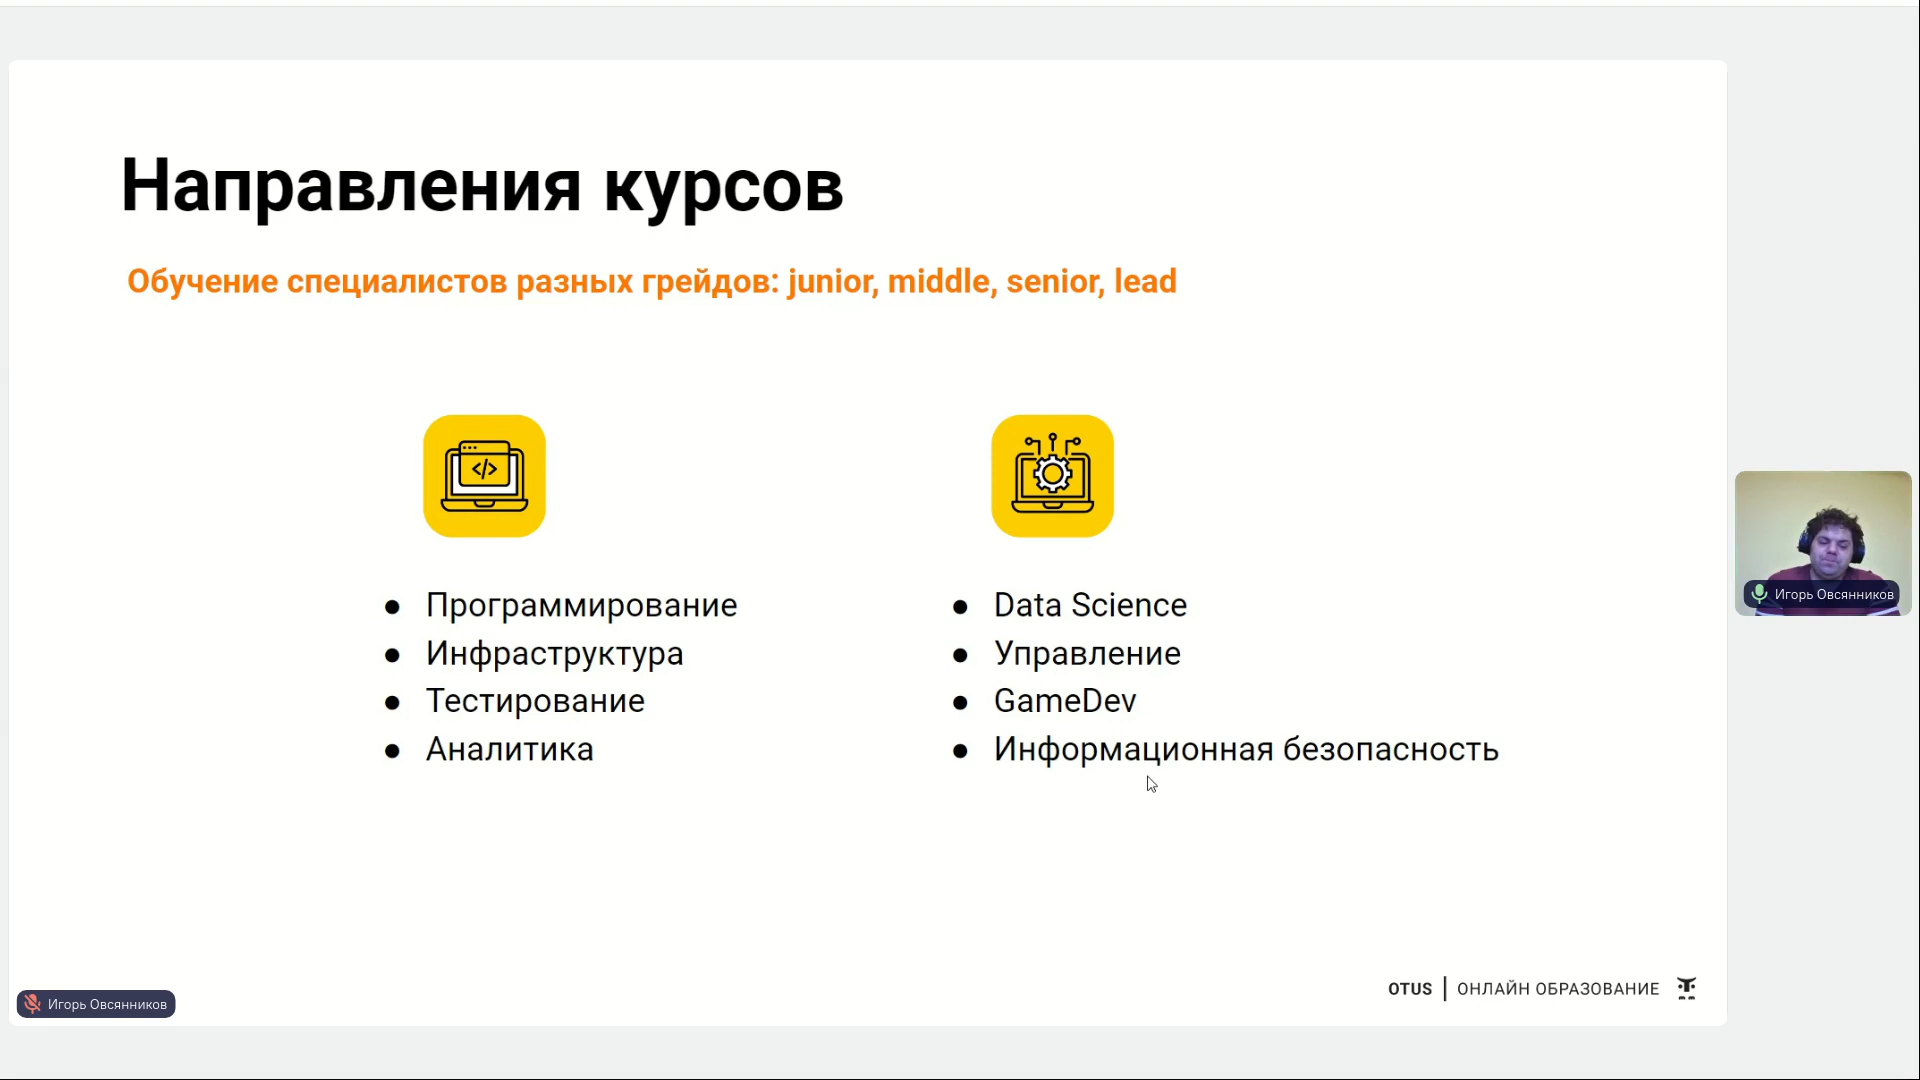 Направления курсов
Обучение специалистов разных грейдов: junior, middle, senior, lead
</>
Программирование
Инфраструктура
Тестирование
Аналитика
Data Science
Управление
GameDev
Информационная безопасность
Игорь Овсянников
Игорь Овсянников
OTUS | ОНЛАЙН ОБРАЗОВАНИЕ